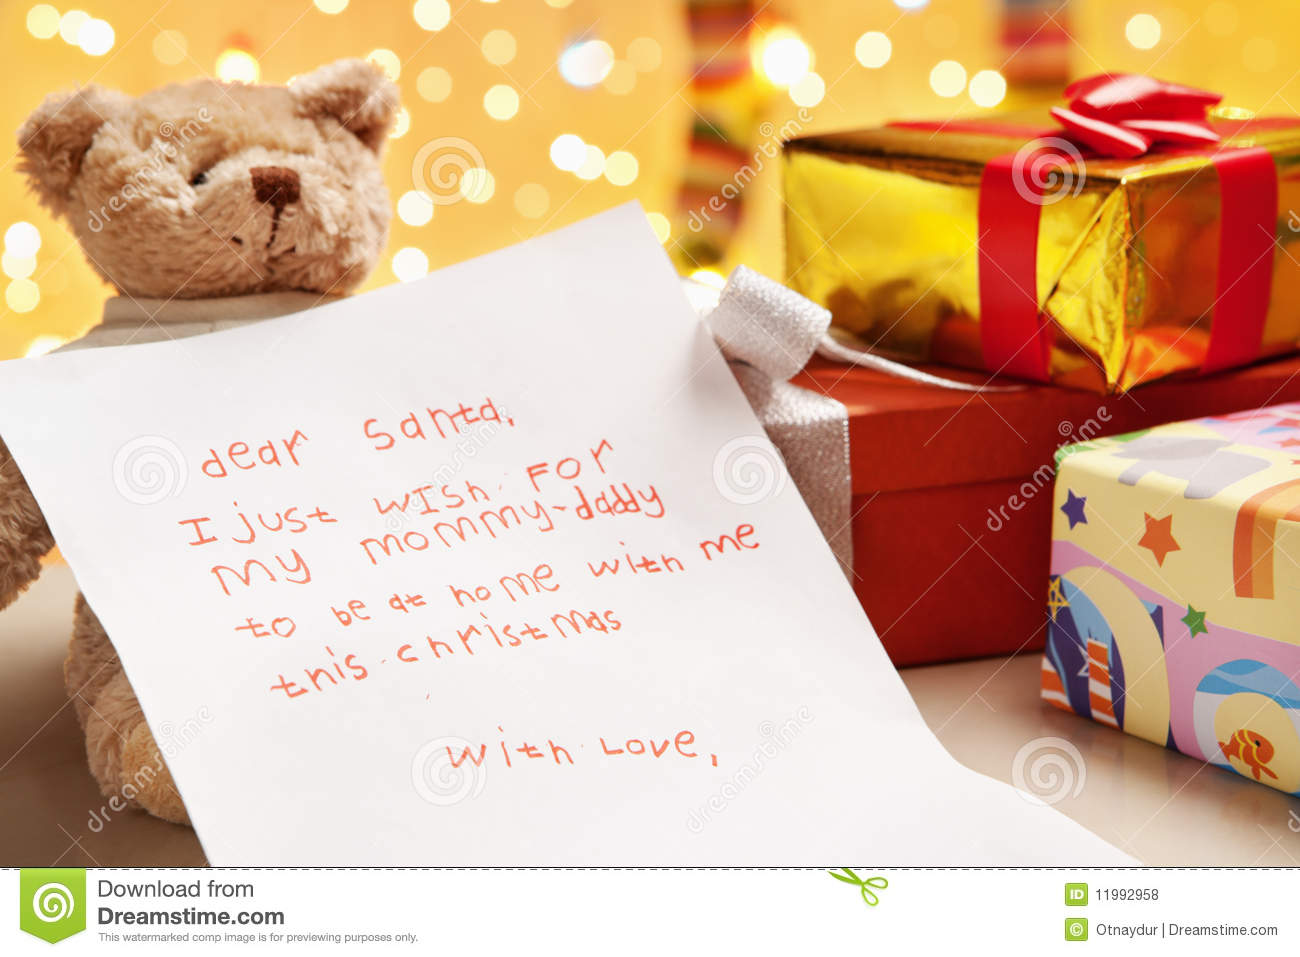 dear santa,
I just wish for
my mommy-daddy
to be at home with me
this christmas
with Love,
Download from
Dreamstime.com
This watermarked comp image is for previewing purposes only.
ID 11992958
© Otnaydur | Dreamstime.com